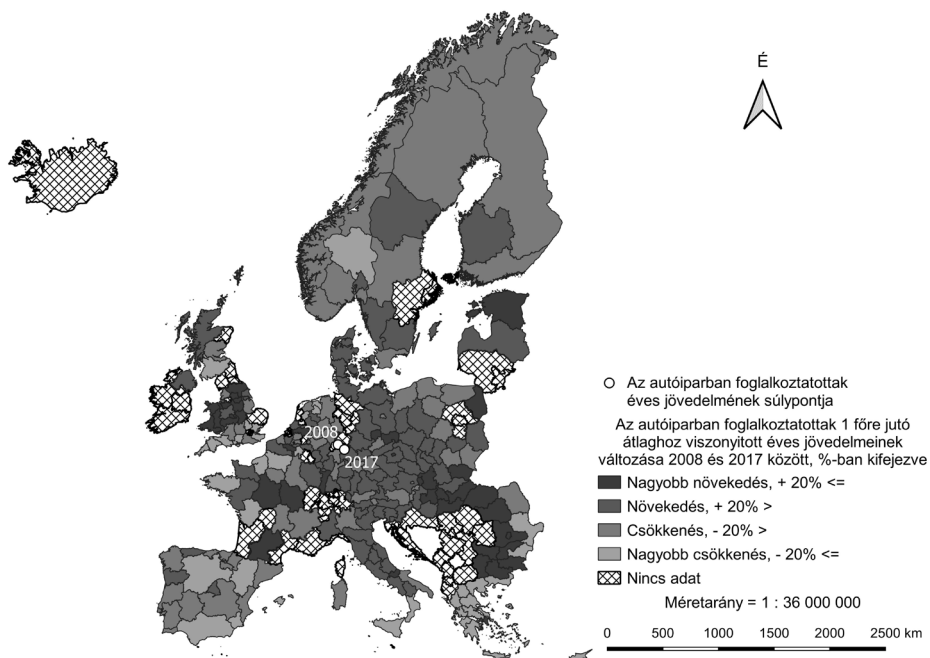 É
2008
2017
Az autóiparban foglalkoztatottak
éves jövedelmének súlypontja
Az autóiparban foglalkoztatottak 1 főre jutó
átlaghoz viszonyitott éves jövedelmeinek
változása 2008 és 2017 között, %-ban kifejezve
Nagyobb növekedés, + 20% <=
Növekedés, + 20% >
Csökkenés, - 20% >
Nagyobb csökkenés, - 20% <=
Nincs adat
Méretarány = 1 : 36 000 000
0 500 1000 1500 2000 2500 km